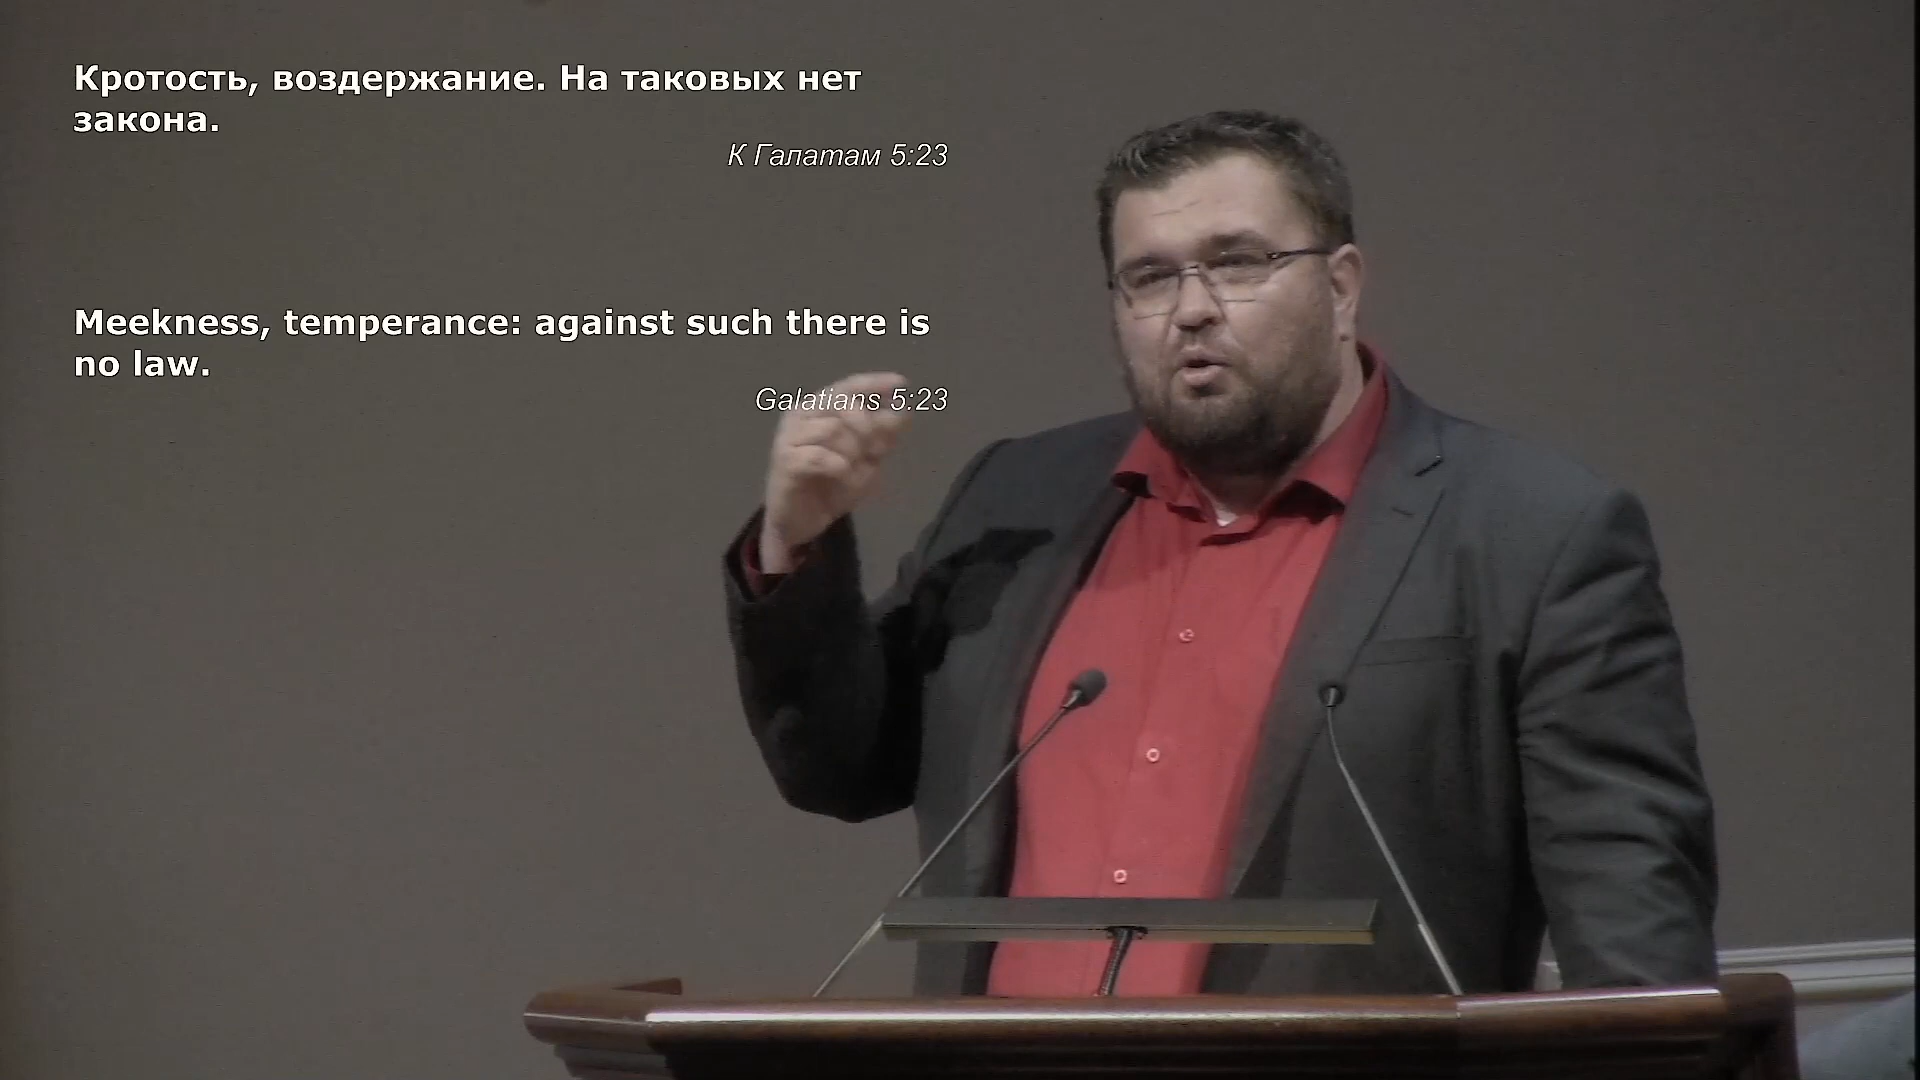 Кротость, воздержание. На таковых нет
закона.
К Галатам 5:23
Meekness, temperance: against such there is
no law.
Galatians 5:23